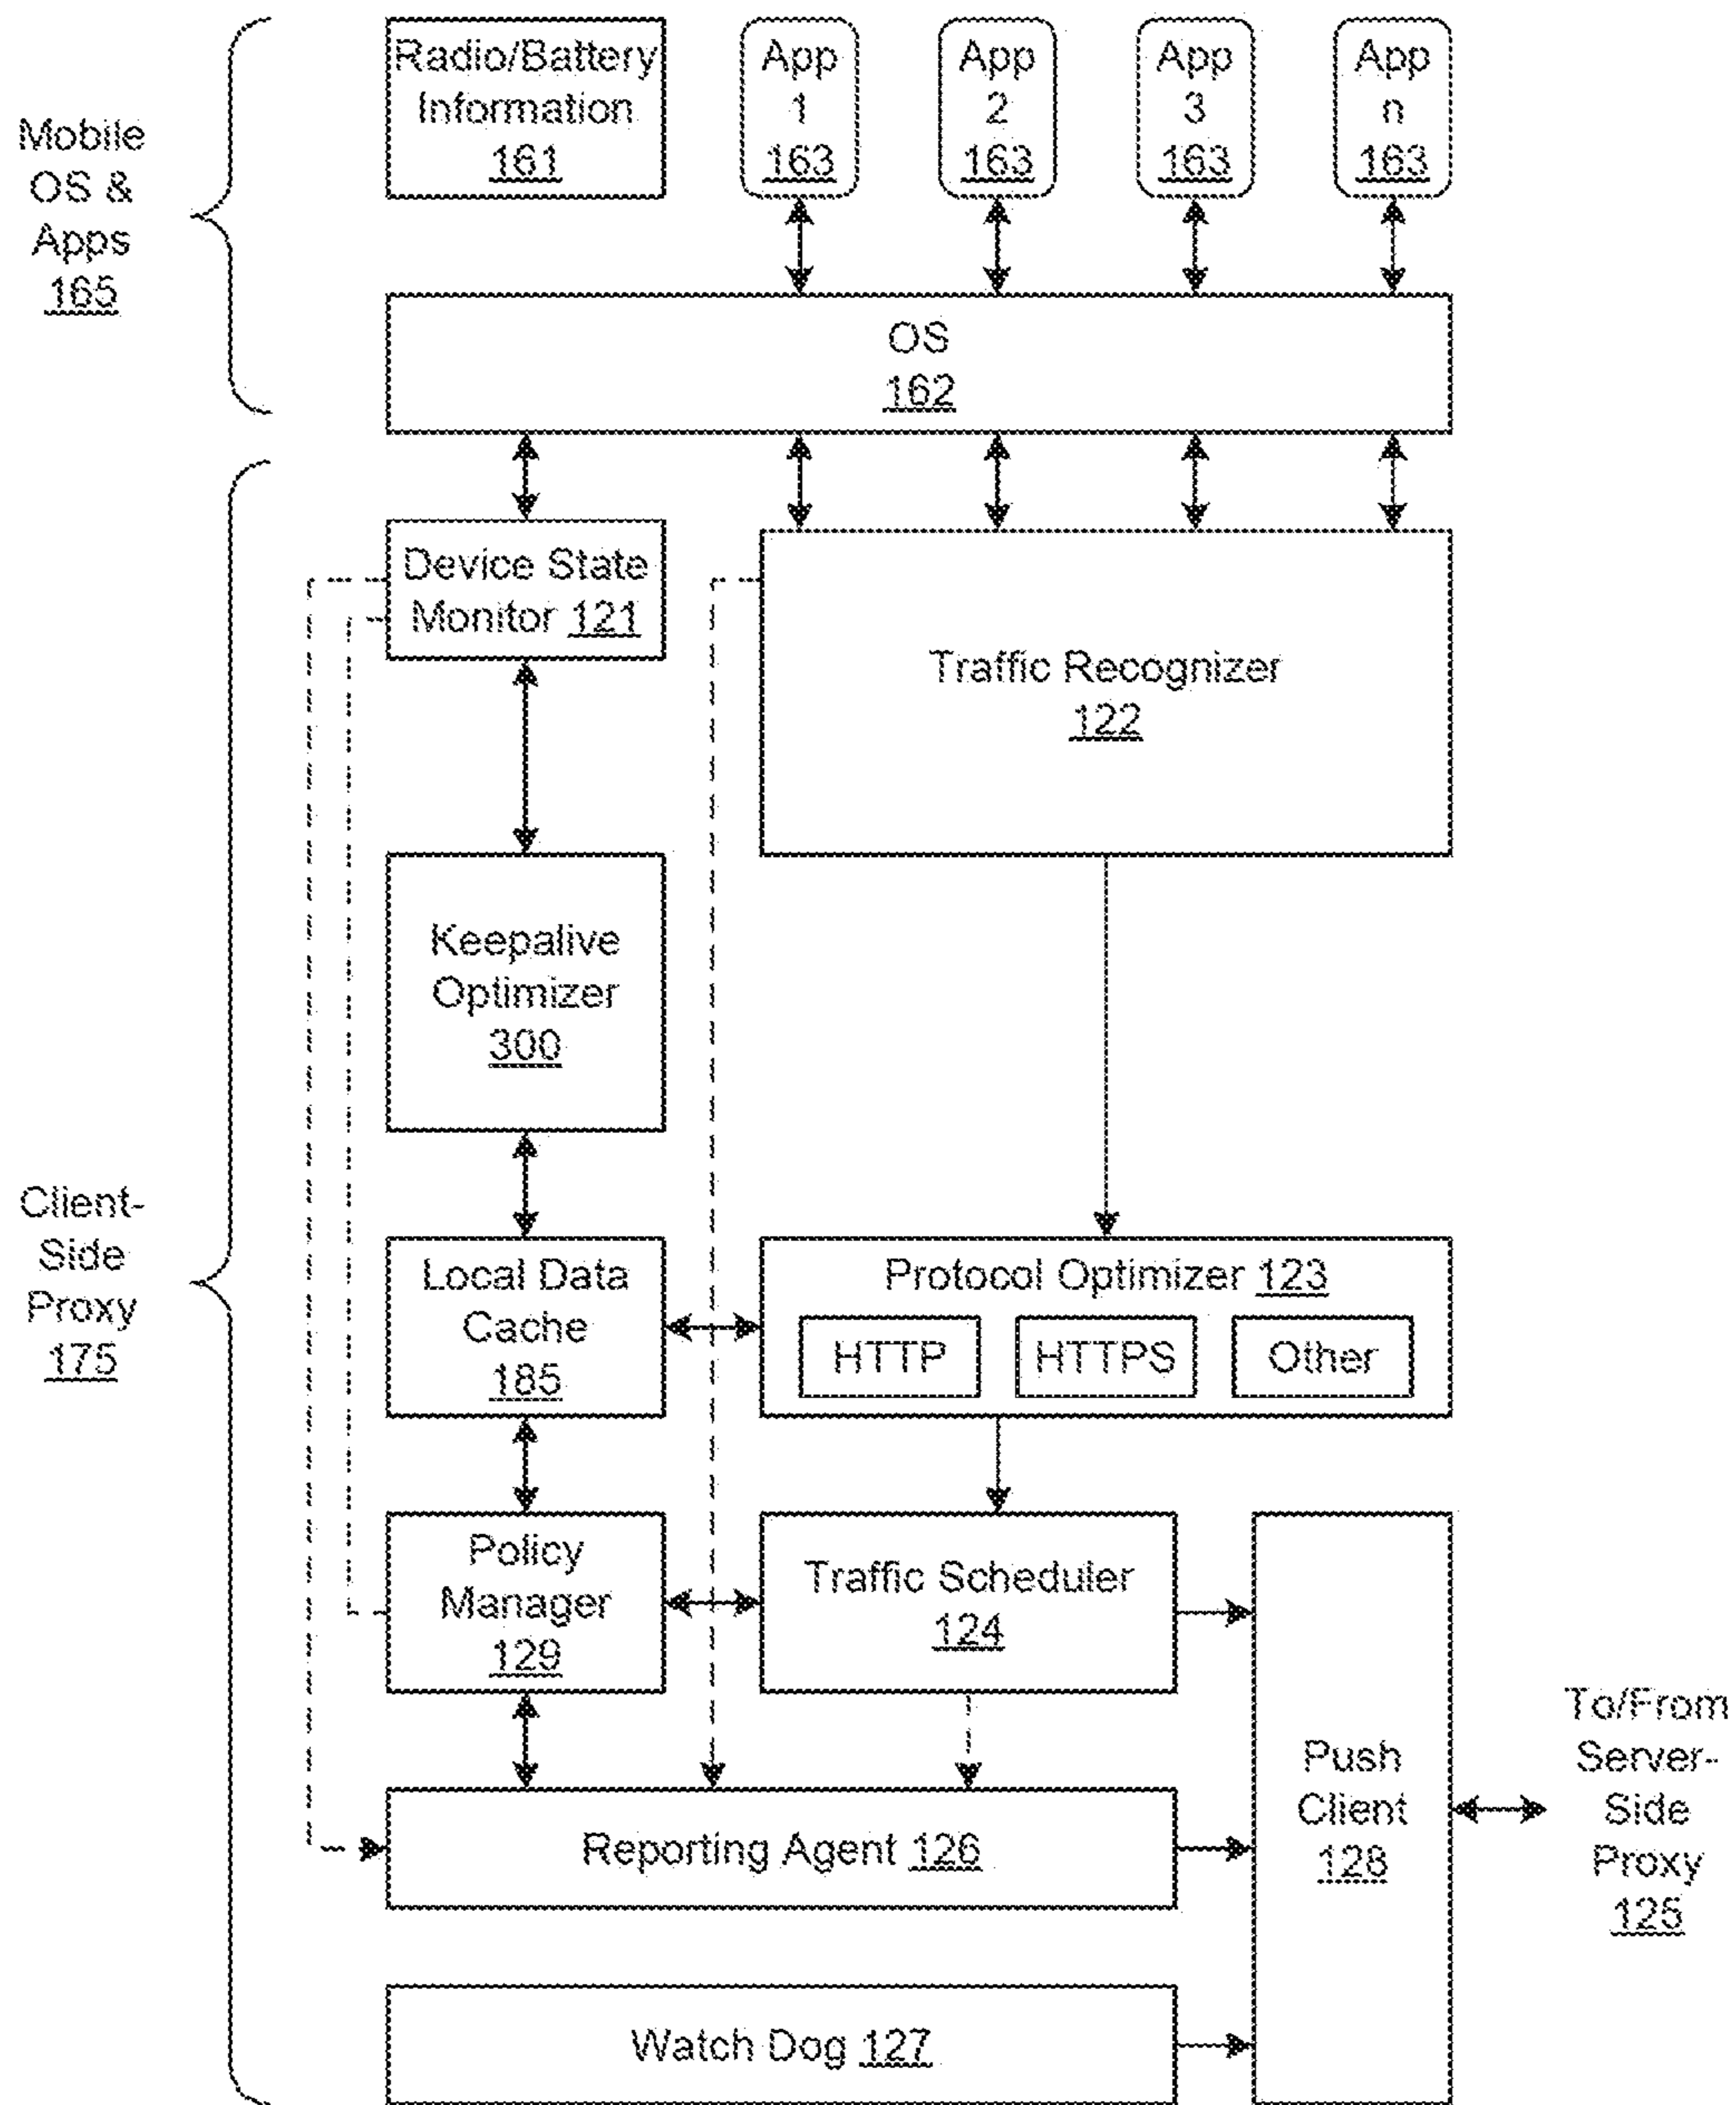 Mobile
OS &
Apps
165
Radio/Battery
Information
161
App
1
163
App
2
163
App
3
163
App
n
163
OS
162
Client-
Side
Proxy
175
Device State
Monitor 121
Traffic Recognizer
122
Keepalive
Optimizer
300
Local Data
Cache
185
Protocol Optimizer 123
HTTP
HTTPS
Other
Policy
Manager
129
Traffic Scheduler
124
Push
Client
128
To/From
Server-
Side
Proxy
125
Reporting Agent 126
Watch Dog 127